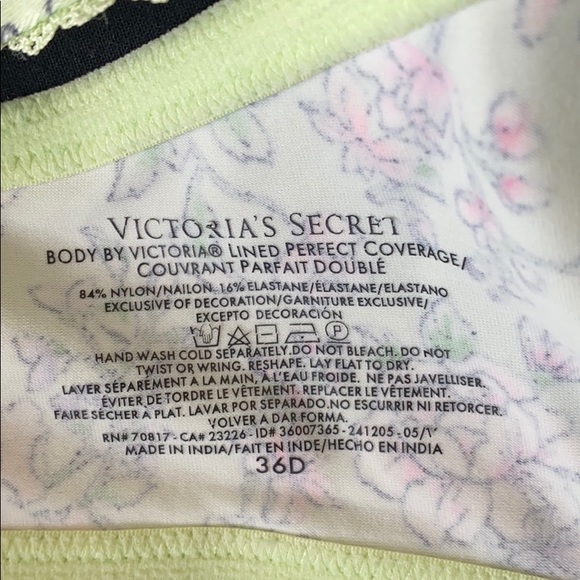 VICTORIA'S SECRET
BODY BY VICTORIA® LINED PERFECT COVERAGE/
COUVRANT PARFAIT DOUBLÉ
84% NYLON/NAILON. 16% ELASTANE/ÉLASTANE/ELASTANO
EXCLUSIVE OF DECORATION/GARNITURE EXCLUSIVE/
EXCEPTO DECORACIÓN
HAND WASH COLD SEPARATELY. DO NOT BLEACH. DO NOT
TWIST OR WRING. RESHAPE. LAY FLAT TO DRY.
LAVER SÉPARÉMENT À LA MAIN, À L'EAU FROIDE. NE PAS JAVELLISER.
ÉVITER DE TORDRE LE VÊTEMENT. REPLACER LE VÊTEMENT.
FAIRE SÉCHER À PLAT. LAVAR POR SEPARADO. NO ESCURRIR NI RETORCER.
VOLVER A DAR FORMA.
RN# 70817 - CA# 23226 - ID# 36007365 - 241205 - 05/
MADE IN INDIA/FAIT EN INDE/HECHO EN INDIA
36D